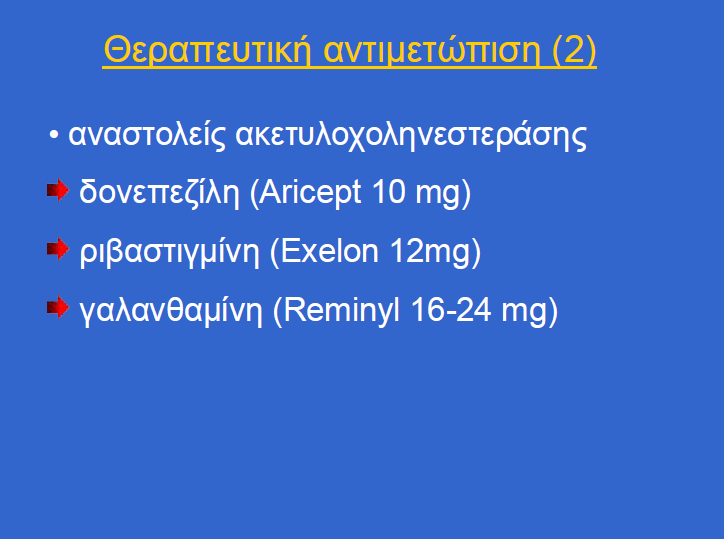 Θεραπευτική αντιμετώπιση (2)
• αναστολείς ακετυλοχοληνεστεράσης
δονεπεζίλη (Aricept 10 mg)
ριβαστιγμίνη (Exelon 12mg)
γαλανθαμίνη (Reminyl 16-24 mg)